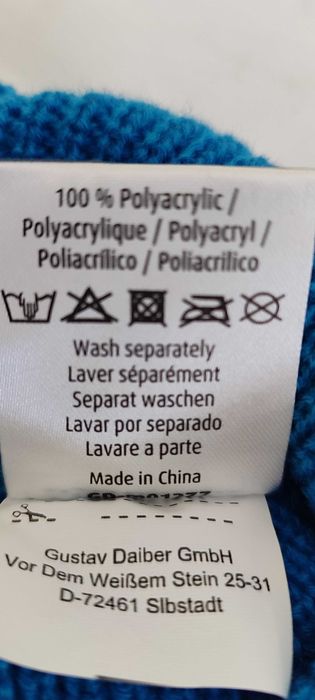 100 % Polyacrylic /
Polyacrylique / Polyacryl /
Poliacrílico / Poliacrilico
Wash separately
Laver séparément
Separat waschen
Lavar por separado
Lavare a parte
Made in China
Gustav Daiber GmbH
Vor Dem Weißem Stein 25-31
D-72461 Slbstadt